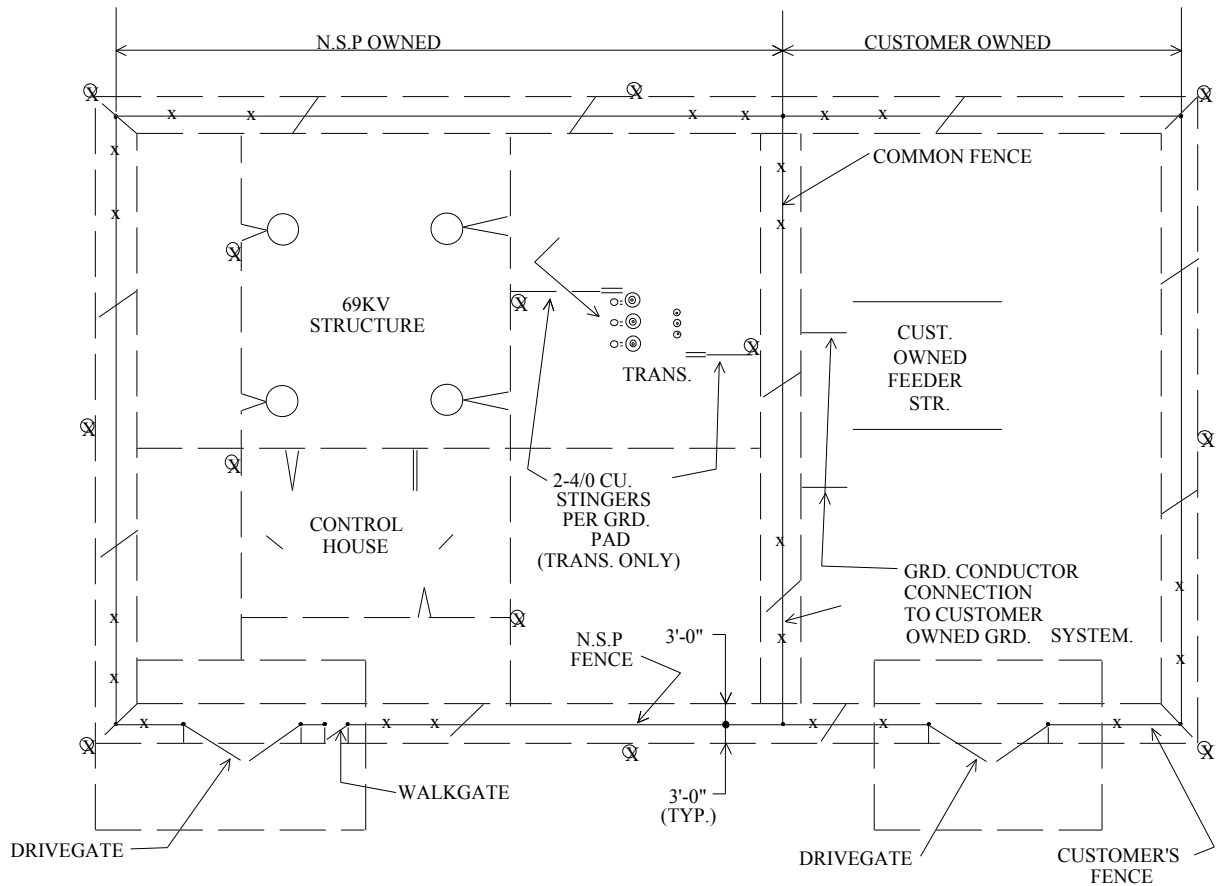 N.S.P OWNED
CUSTOMER OWNED
COMMON FENCE
69KV
STRUCTURE
TRANS.
CUST.
OWNED
FEEDER
STR.
2-4/0 CU.
STINGERS
PER GRD.
PAD
(TRANS. ONLY)
CONTROL
HOUSE
GRD. CONDUCTOR
CONNECTION
TO CUSTOMER
OWNED GRD. SYSTEM.
N.S.P
FENCE
3'-0"
WALKGATE
3'-0"
(TYP.)
DRIVEGATE
DRIVEGATE
CUSTOMER'S
FENCE